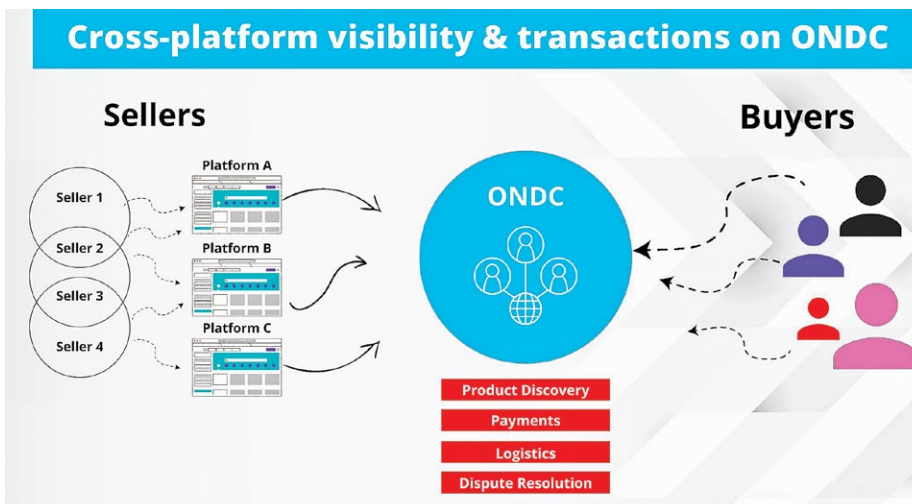 Cross-platform visibility & transactions on ONDC
Sellers
Buyers
Platform A
Seller 1
Seller 2
Platform B
Seller 3
Seller 4
Platform C
ONDC
Product Discovery
Payments
Logistics
Dispute Resolution